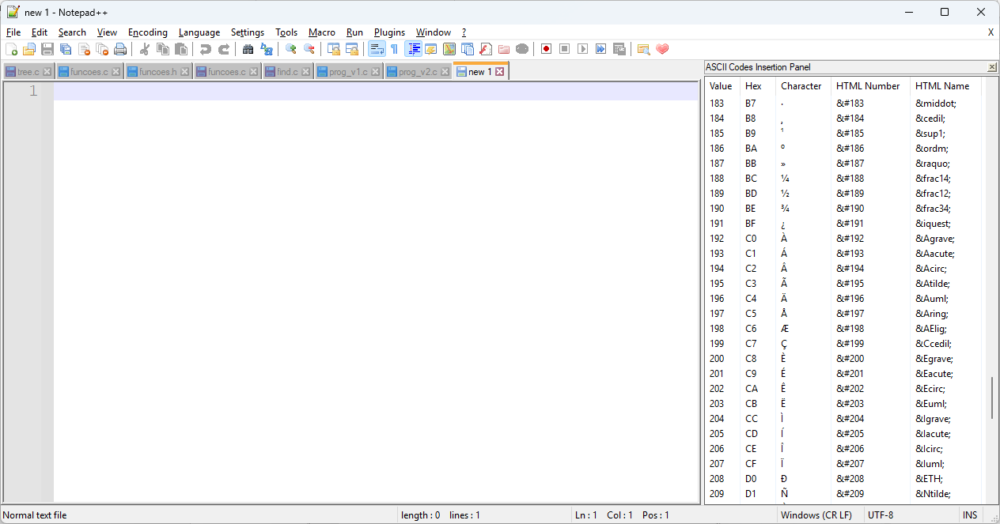 new 1 - Notepad++
File Edit Search View Encoding Language Settings Tools Macro Run Plugins Window ? X
tree.c funcoes.c funcoes.h funcoes.c find.c prog_v1.c prog_v2.c new 1
1
ASCII Codes Insertion Panel
Value Hex Character HTML Number HTML Name
183 B7 · &#183 &middot;
184 B8 ¸ &#184 &cedil;
185 B9 ¹ &#185 &sup1;
186 BA º &#186 &ordm;
187 BB » &#187 &raquo;
188 BC ¼ &#188 &frac14;
189 BD ½ &#189 &frac12;
190 BE ¾ &#190 &frac34;
191 BF ¿ &#191 &iquest;
192 C0 À &#192 &Agrave;
193 C1 Á &#193 &Aacute;
194 C2 Â &#194 &Acirc;
195 C3 Ã &#195 &Atilde;
196 C4 Ä &#196 &Auml;
197 C5 Å &#197 &Aring;
198 C6 Æ &#198 &AElig;
199 C7 Ç &#199 &Ccedil;
200 C8 È &#200 &Egrave;
201 C9 É &#201 &Eacute;
202 CA Ê &#202 &Ecirc;
203 CB Ë &#203 &Euml;
204 CC Ì &#204 &Igrave;
205 CD Í &#205 &Iacute;
206 CE Î &#206 &Icirc;
207 CF Ï &#207 &Iuml;
208 D0 Ð &#208 &ETH;
209 D1 Ñ &#209 &Ntilde;
Normal text file length : 0 lines : 1 Ln : 1 Col : 1 Pos : 1 Windows (CR LF) UTF-8 INS